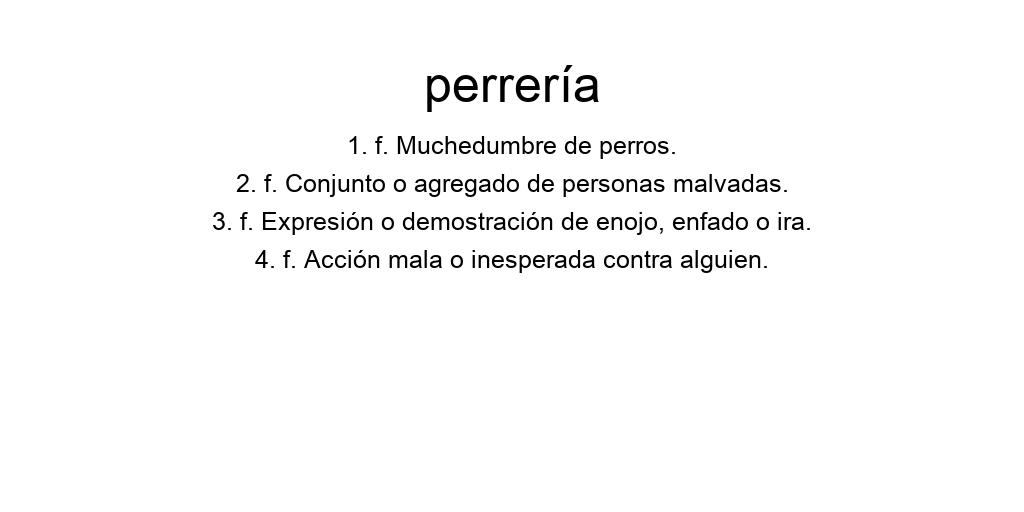 perrería
1. f. Muchedumbre de perros.
2. f. Conjunto o agregado de personas malvadas.
3. f. Expresión o demostración de enojo, enfado o ira.
4. f. Acción mala o inesperada contra alguien.